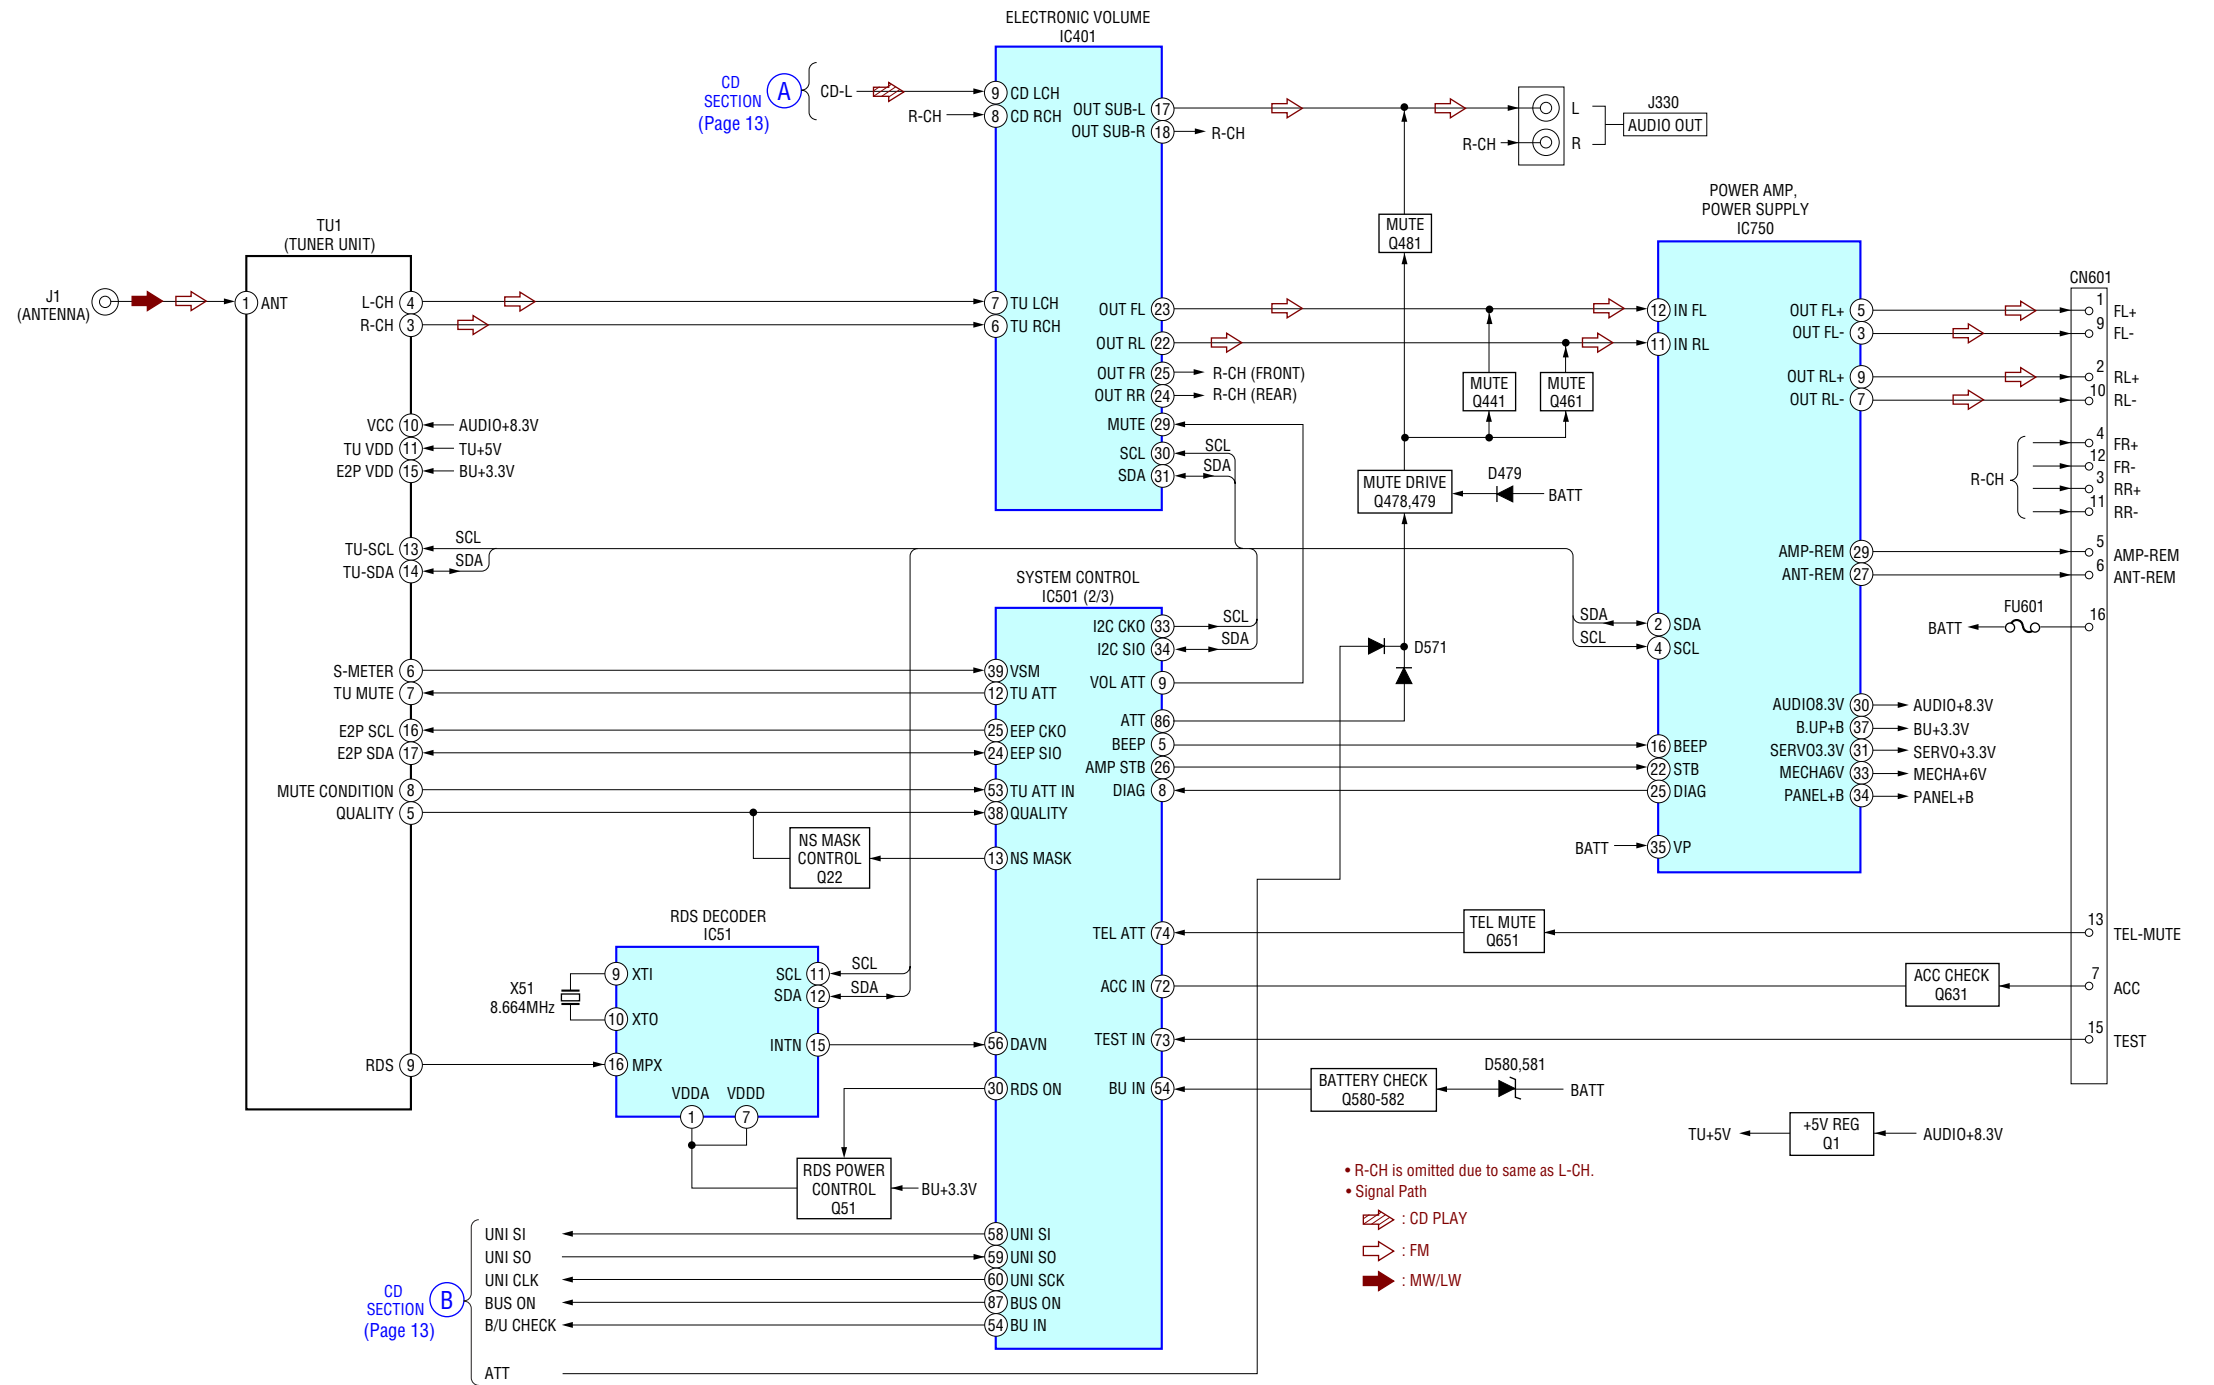 ELECTRONIC VOLUME
IC401
CD
SECTION
(Page 13)
A
CD-L
R-CH
9 CD LCH
8 CD RCH
OUT SUB-L 17
OUT SUB-R 18
R-CH
R-CH
L
R
J330
AUDIO OUT
POWER AMP,
POWER SUPPLY
IC750
MUTE
Q481
TU1
(TUNER UNIT)
J1
(ANTENNA)
1 ANT
L-CH 4
R-CH 3
7 TU LCH
6 TU RCH
OUT FL 23
OUT RL 22
OUT FR 25
R-CH (FRONT)
OUT RR 24
R-CH (REAR)
MUTE 29
SCL 30
SCL
SDA 31
SDA
MUTE
Q441
MUTE
Q461
12 IN FL
11 IN RL
OUT FL+ 5
OUT FL- 3
OUT RL+ 9
OUT RL- 7
CN601
1
FL+
9
FL-
2
RL+
10
RL-
R-CH
4
FR+
12
FR-
3
RR+
11
RR-
VCC 10
AUDIO+8.3V
TU VDD 11
TU+5V
E2P VDD 15
BU+3.3V
MUTE DRIVE
Q478,479
D479
BATT
TU-SCL 13
SCL
TU-SDA 14
SDA
AMP-REM 29
5
AMP-REM
ANT-REM 27
6
ANT-REM
FU601
BATT
16
SYSTEM CONTROL
IC501 (2/3)
I2C CKO 33
SCL
I2C SIO 34
SDA
VOL ATT 9
ATT 86
BEEP 5
AMP STB 26
DIAG 8
D571
SDA
2 SDA
SCL
4 SCL
S-METER 6
39 VSM
TU MUTE 7
12 TU ATT
E2P SCL 16
25 EEP CKO
E2P SDA 17
24 EEP SIO
MUTE CONDITION 8
53 TU ATT IN
QUALITY 5
38 QUALITY
NS MASK
CONTROL
Q22
13 NS MASK
16 BEEP
22 STB
25 DIAG
BATT
35 VP
AUDIO8.3V 30
AUDIO+8.3V
B.UP+B 37
BU+3.3V
SERVO3.3V 31
SERVO+3.3V
MECHA6V 33
MECHA+6V
PANEL+B 34
PANEL+B
RDS DECODER
IC51
X51
8.664MHz
9 XTI
10 XTO
16 MPX
SCL 11
SCL
SDA 12
SDA
INTN 15
VDDA
1
VDDD
7
RDS 9
56 DAVN
30 RDS ON
RDS POWER
CONTROL
Q51
BU+3.3V
TEL ATT 74
TEL MUTE
Q651
13
TEL-MUTE
ACC IN 72
ACC CHECK
Q631
7
ACC
TEST IN 73
15
TEST
BU IN 54
BATTERY CHECK
Q580-582
D580,581
BATT
TU+5V
+5V REG
Q1
AUDIO+8.3V
• R-CH is omitted due to same as L-CH.
• Signal Path
: CD PLAY
: FM
: MW/LW
CD
SECTION
(Page 13)
B
UNI SI
58 UNI SI
UNI SO
59 UNI SO
UNI CLK
60 UNI SCK
BUS ON
87 BUS ON
B/U CHECK
54 BU IN
ATT